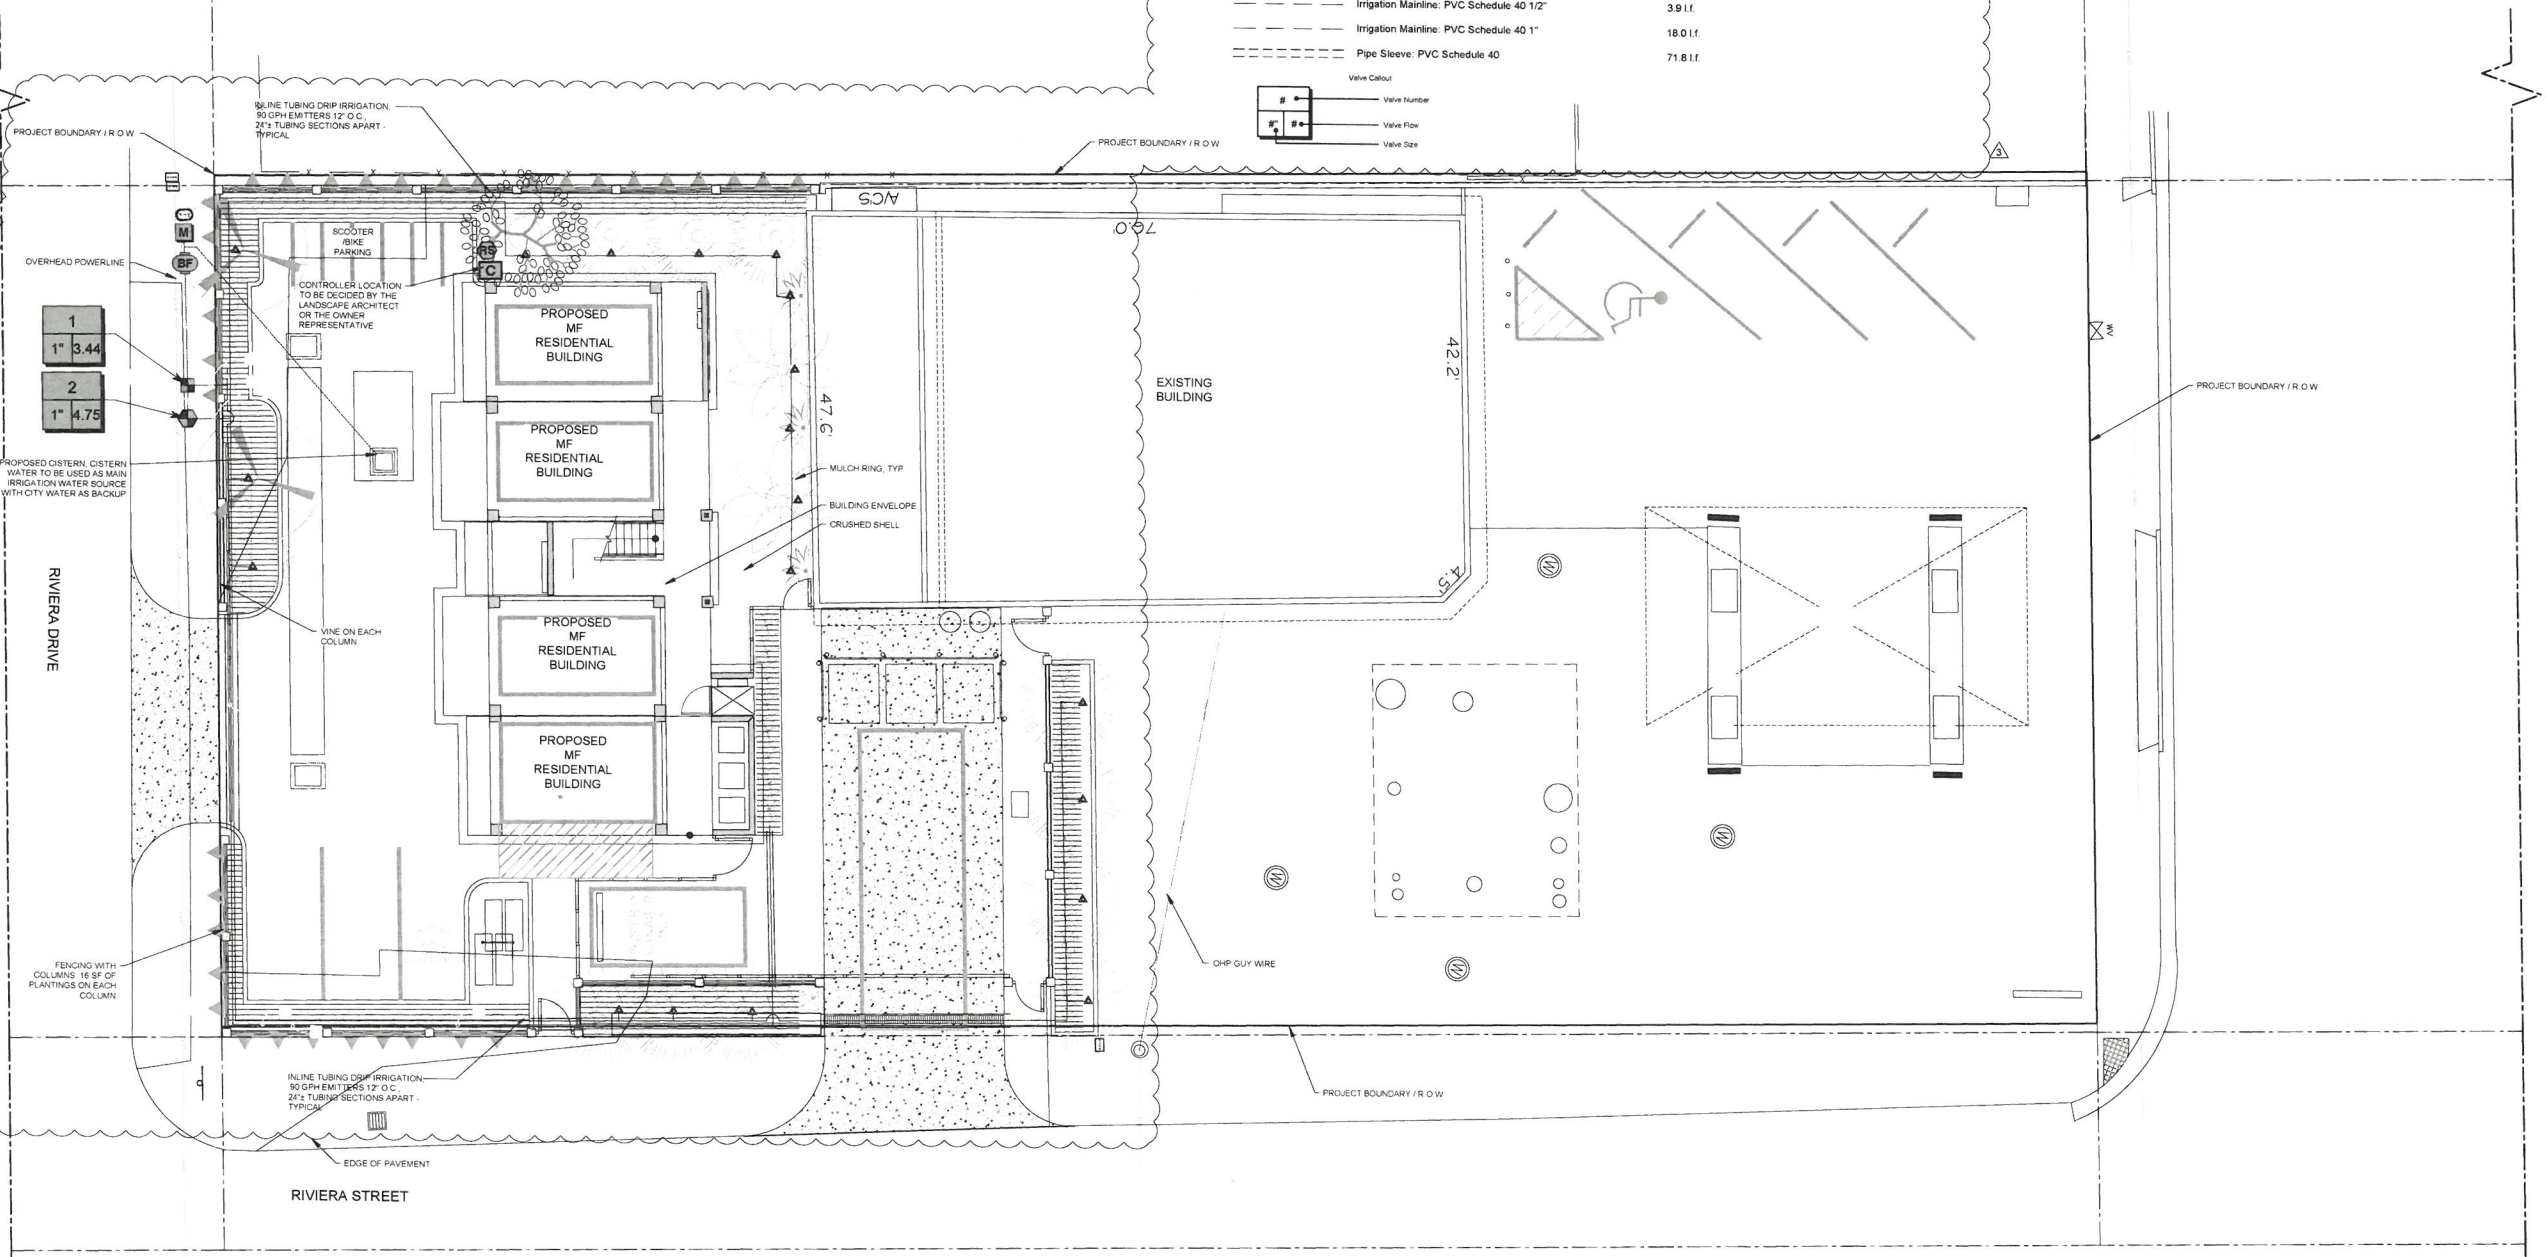 Irrigation Mainline: PVC Schedule 40 1/2" 3.9 l.f.
Irrigation Mainline: PVC Schedule 40 1" 18.0 l.f.
Pipe Sleeve: PVC Schedule 40 71.8 l.f.
Valve Callout
# Valve Number
#" # Valve Flow
Valve Size
3
INLINE TUBING DRIP IRRIGATION,
90 GPH EMITTERS 12" O C ,
24"± TUBING SECTIONS APART -
TYPICAL
PROJECT BOUNDARY / R O W
PROJECT BOUNDARY / R O W
A/CS
76.0'
M
BF
OVERHEAD POWERLINE
SCOOTER
/BIKE
PARKING
RS
C
CONTROLLER LOCATION
TO BE DECIDED BY THE
LANDSCAPE ARCHITECT
OR THE OWNER
REPRESENTATIVE
1
1" 3.44
2
1" 4.75
PROPOSED
MF
RESIDENTIAL
BUILDING
PROPOSED
MF
RESIDENTIAL
BUILDING
47.6'
42.2'
4.5'
EXISTING
BUILDING
WV
PROJECT BOUNDARY / R O W
PROPOSED CISTERN, CISTERN
WATER TO BE USED AS MAIN
IRRIGATION WATER SOURCE
WITH CITY WATER AS BACKUP
MULCH RING, TYP
BUILDING ENVELOPE
CRUSHED SHELL
RIVIERA DRIVE
VINE ON EACH
COLUMN
PROPOSED
MF
RESIDENTIAL
BUILDING
PROPOSED
MF
RESIDENTIAL
BUILDING
W
W
W
W
FENCING WITH
COLUMNS 16 SF OF
PLANTINGS ON EACH
COLUMN
OHP GUY WIRE
INLINE TUBING DRIP IRRIGATION,
90 GPH EMITTERS 12" O C ,
24"± TUBING SECTIONS APART -
TYPICAL
PROJECT BOUNDARY / R O W
EDGE OF PAVEMENT
RIVIERA STREET